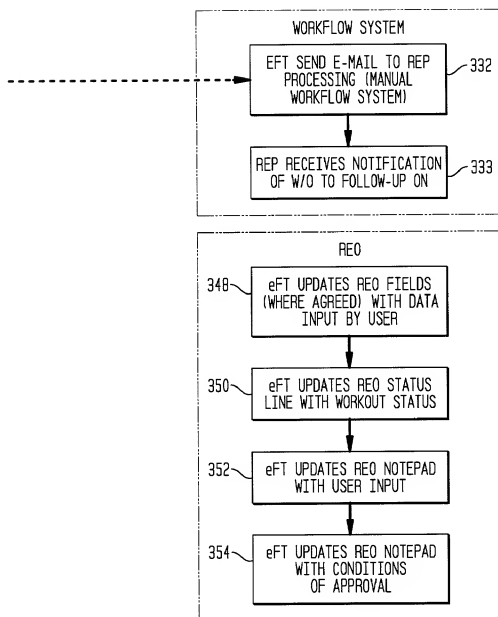 WORKFLOW SYSTEM
EFT SEND E-MAIL TO REP
PROCESSING (MANUAL
WORKFLOW SYSTEM)
332
REP RECEIVES NOTIFICATION
OF W/O TO FOLLOW-UP ON
333
REO
348
eFT UPDATES REO FIELDS
(WHERE AGREED) WITH DATA
INPUT BY USER
350
eFT UPDATES REO STATUS
LINE WITH WORKOUT STATUS
352
eFT UPDATES REO NOTEPAD
WITH USER INPUT
354
eFT UPDATES REO NOTEPAD
WITH CONDITIONS
OF APPROVAL